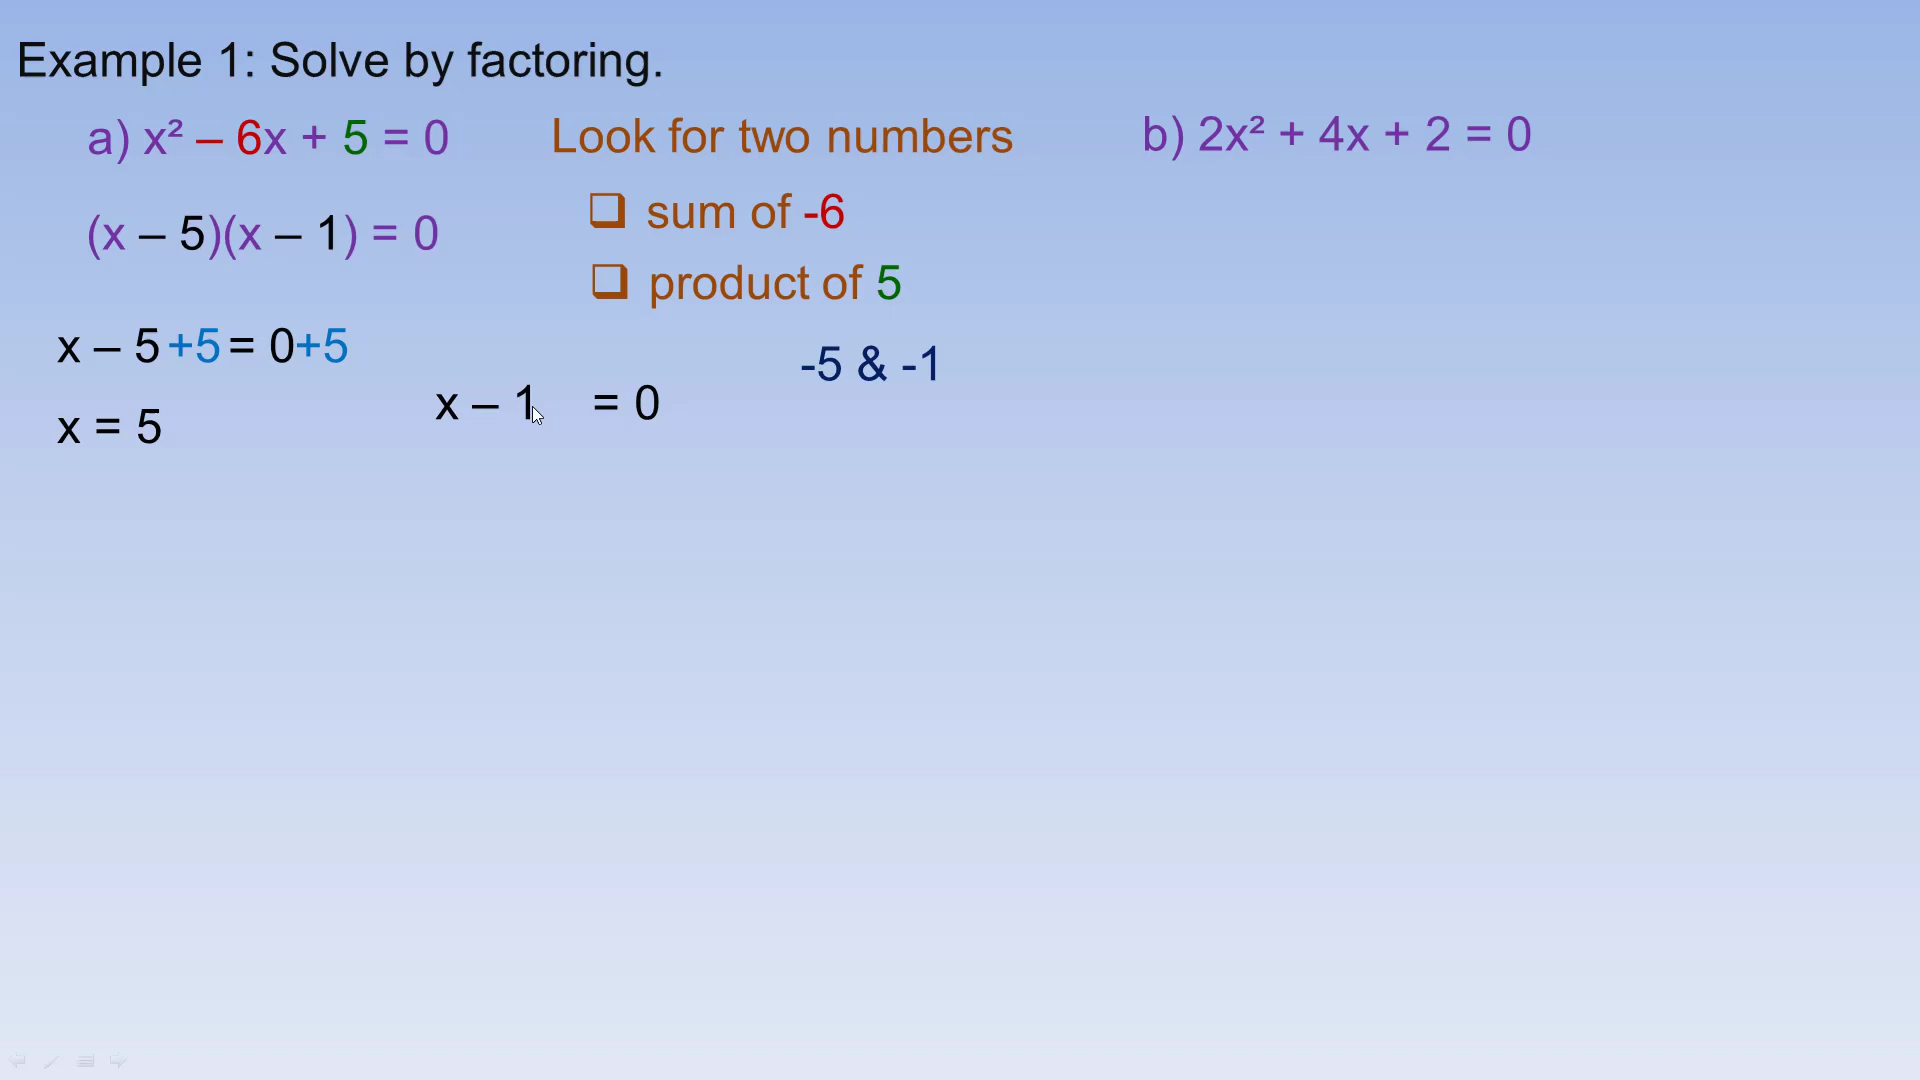 Example 1: Solve by factoring.
a) x² – 6x + 5 = 0
(x – 5)(x – 1) = 0
x – 5 +5 = 0+5
x = 5
x – 1 = 0
Look for two numbers
❑ sum of -6
❑ product of 5
-5 & -1
b) 2x² + 4x + 2 = 0